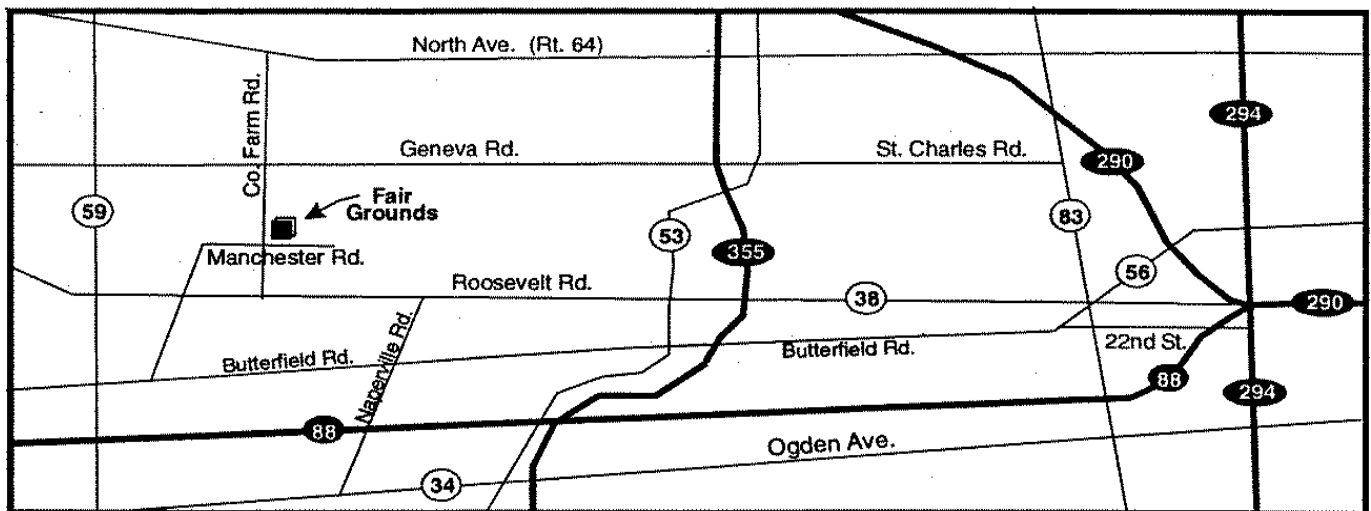 North Ave. (Rt. 64)
Co. Farm Rd.
294
Geneva Rd.
St. Charles Rd.
290
59
Fair
Grounds
53
83
355
Manchester Rd.
56
Roosevelt Rd.
38
290
Naperville Rd.
Butterfield Rd.
Butterfield Rd.
22nd St.
88
294
88
Ogden Ave.
34